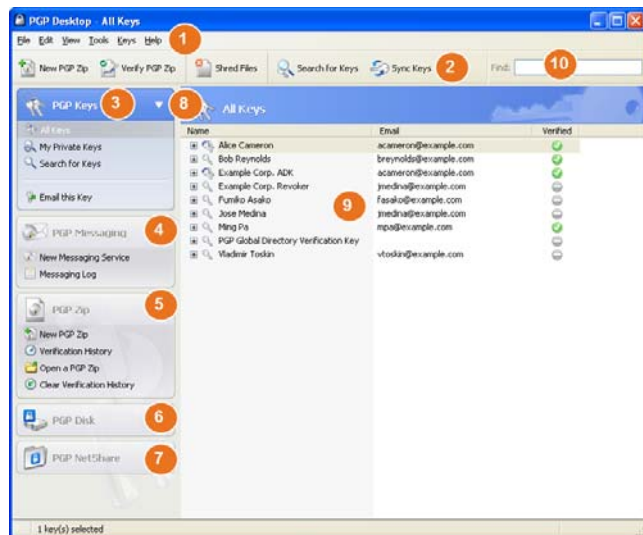 PGP Desktop - All Keys
File Edit View Tools Keys Help 1
New PGP Zip Verify PGP Zip Shred Files Search for Keys Sync Keys 2 Find: 10
PGP Keys 3
8 All Keys
All Keys
My Private Keys
Search for Keys
Email this Key
PGP Messaging 4
New Messaging Service
Messaging Log
PGP Zip 5
New PGP Zip
Verification History
Open a PGP Zip
Clear Verification History
PGP Disk 6
PGP NetShare 7
Name Email Verified
Alice Cameron acameron@example.com
Bob Reynolds breynolds@example.com
Example Corp. ADK acameron@example.com
Example Corp. Revoker jmedina@example.com
Fumiko Asako fasako@example.com
Jose Medina jmedina@example.com
Ming Pa mpa@example.com
PGP Global Directory Verification Key
Vladimir Toskin vtoskin@example.com
9
1 key(s) selected